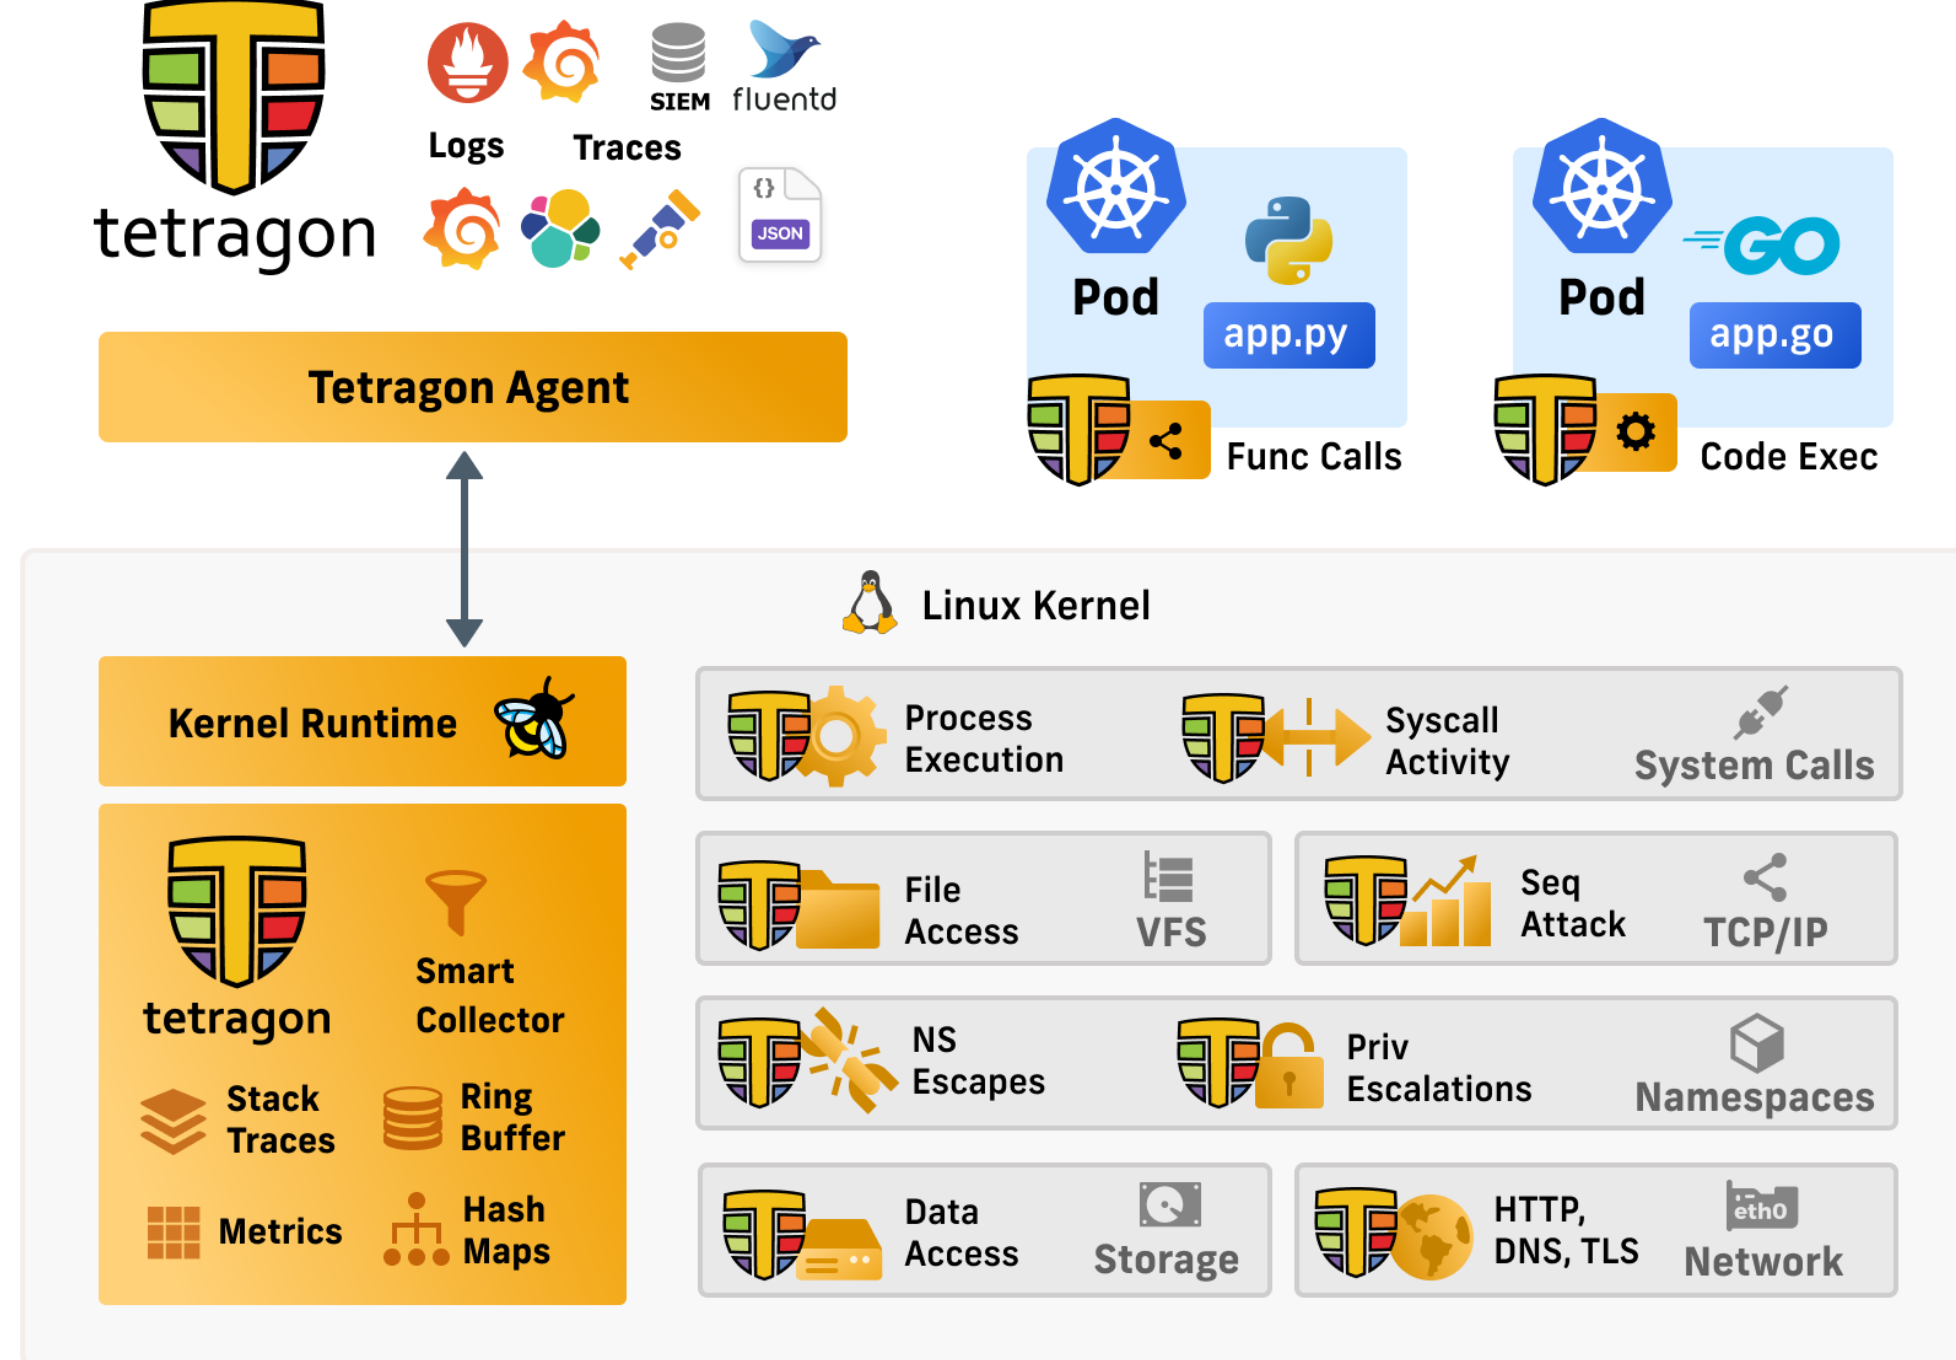 tetragon
SIEM
fluentd
Logs
Traces
{}
JSON
Tetragon Agent
Pod
app.py
Func Calls
Pod
GO
app.go
Code Exec
Linux Kernel
Kernel Runtime
tetragon
Smart
Collector
Stack
Traces
Ring
Buffer
Metrics
Hash
Maps
Process
Execution
Syscall
Activity
System Calls
File
Access
VFS
Seq
Attack
TCP/IP
NS
Escapes
Priv
Escalations
Namespaces
Data
Access
Storage
HTTP,
DNS, TLS
eth0
Network